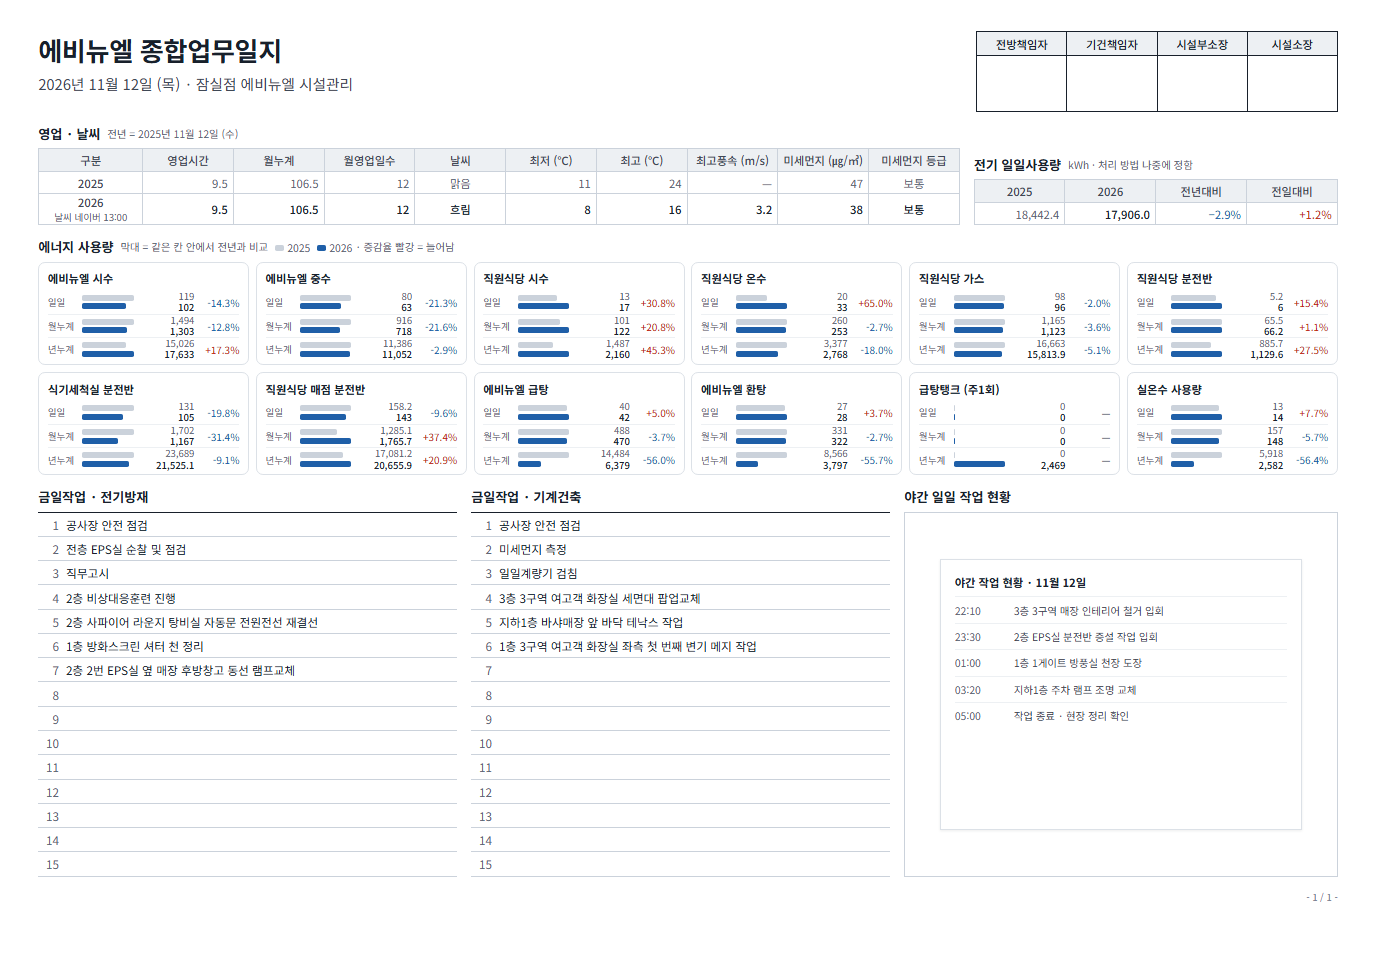 에비뉴엘 종합업무일지
2026년 11월 12일 (목) · 잠실점 에비뉴엘 시설관리
전방책임자 기건책임자 시설부소장 시설소장
영업 · 날씨 전년 = 2025년 11월 12일 (수)
구분 영업시간 월누계 월영업일수 날씨 최저 (℃) 최고 (℃) 최고풍속 (m/s) 미세먼지 (㎍/㎥) 미세먼지 등급
2025 9.5 106.5 12 맑음 11 24 — 47 보통
2026 9.5 106.5 12 흐림 8 16 3.2 38 보통
날씨 네이버 13:00
전기 일일사용량 kWh · 처리 방법 나중에 정함
2025 2026 전년대비 전일대비
18,442.4 17,906.0 −2.9% +1.2%
에너지 사용량 막대 = 같은 칸 안에서 전년과 비교 2025 2026 · 증감율 빨강 = 늘어남
에비뉴엘 시수
일일 119 102 -14.3%
월누계 1,494 1,303 -12.8%
년누계 15,026 17,633 +17.3%
에비뉴엘 중수
일일 80 63 -21.3%
월누계 916 718 -21.6%
년누계 11,386 11,052 -2.9%
직원식당 시수
일일 13 17 +30.8%
월누계 101 122 +20.8%
년누계 1,487 2,160 +45.3%
직원식당 온수
일일 20 33 +65.0%
월누계 260 253 -2.7%
년누계 3,377 2,768 -18.0%
직원식당 가스
일일 98 96 -2.0%
월누계 1,165 1,123 -3.6%
년누계 16,663 15,813.9 -5.1%
직원식당 분전반
일일 5.2 6 +15.4%
월누계 65.5 66.2 +1.1%
년누계 885.7 1,129.6 +27.5%
식기세척실 분전반
일일 131 105 -19.8%
월누계 1,702 1,167 -31.4%
년누계 23,689 21,525.1 -9.1%
직원식당 매점 분전반
일일 158.2 143 -9.6%
월누계 1,285.1 1,765.7 +37.4%
년누계 17,081.2 20,655.9 +20.9%
에비뉴엘 급탕
일일 40 42 +5.0%
월누계 488 470 -3.7%
년누계 14,484 6,379 -56.0%
에비뉴엘 환탕
일일 27 28 +3.7%
월누계 331 322 -2.7%
년누계 8,566 3,797 -55.7%
급탕탱크 (주1회)
일일 0 0 —
월누계 0 0 —
년누계 0 2,469 —
실온수 사용량
일일 13 14 +7.7%
월누계 157 148 -5.7%
년누계 5,918 2,582 -56.4%
금일작업 · 전기방재
1 공사장 안전 점검
2 전층 EPS실 순찰 및 점검
3 직무고시
4 2층 비상대응훈련 진행
5 2층 사파이어 라운지 탕비실 자동문 전원전선 재결선
6 1층 방화스크린 셔터 천 정리
7 2층 2번 EPS실 옆 매장 후방창고 동선 램프교체
8
9
10
11
12
13
14
15
금일작업 · 기계건축
1 공사장 안전 점검
2 미세먼지 측정
3 일일계량기 검침
4 3층 3구역 여고객 화장실 세면대 팝업교체
5 지하1층 바샤매장 앞 바닥 테낙스 작업
6 1층 3구역 여고객 화장실 좌측 첫 번째 변기 메지 작업
7
8
9
10
11
12
13
14
15
야간 일일 작업 현황
야간 작업 현황 · 11월 12일
22:10 3층 3구역 매장 인테리어 철거 입회
23:30 2층 EPS실 분전반 증설 작업 입회
01:00 1층 1게이트 방풍실 천장 도장
03:20 지하1층 주차 램프 조명 교체
05:00 작업 종료 · 현장 정리 확인
- 1 / 1 -